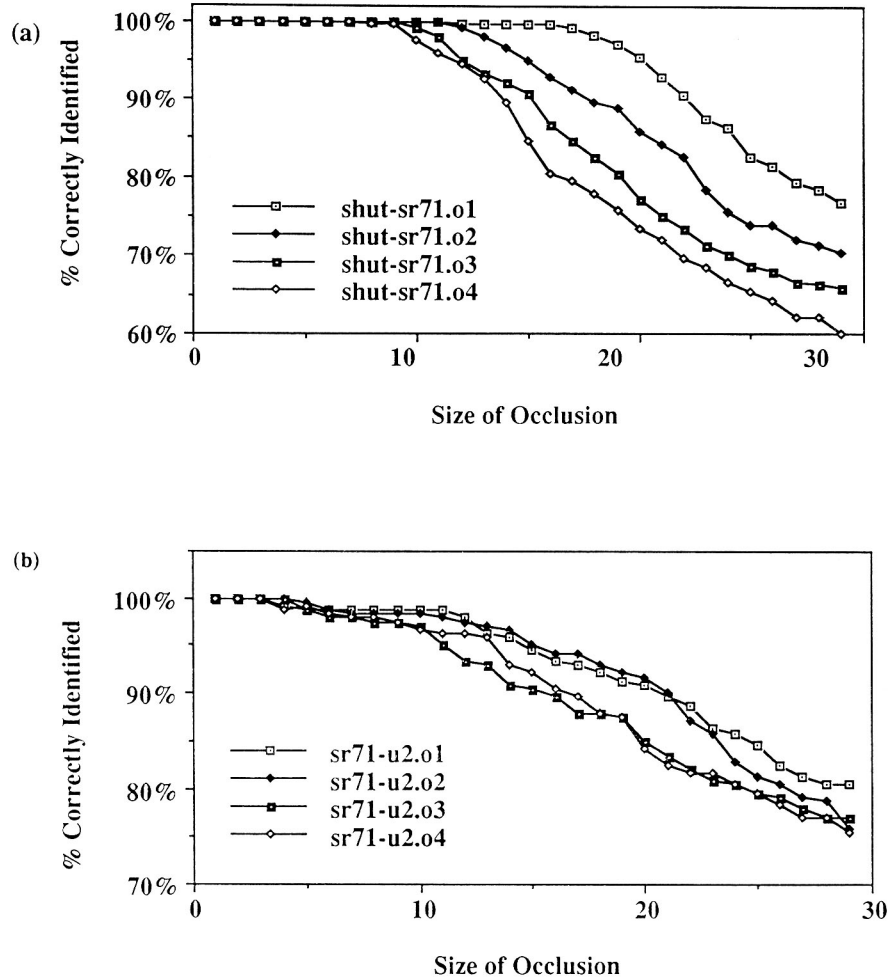 (a)
100%
90%
80%
70%
60%
% Correctly Identified
shut-sr71.o1
shut-sr71.o2
shut-sr71.o3
shut-sr71.o4
0 10 20 30
Size of Occlusion
(b)
100%
90%
80%
70%
% Correctly Identified
sr71-u2.o1
sr71-u2.o2
sr71-u2.o3
sr71-u2.o4
0 10 20 30
Size of Occlusion